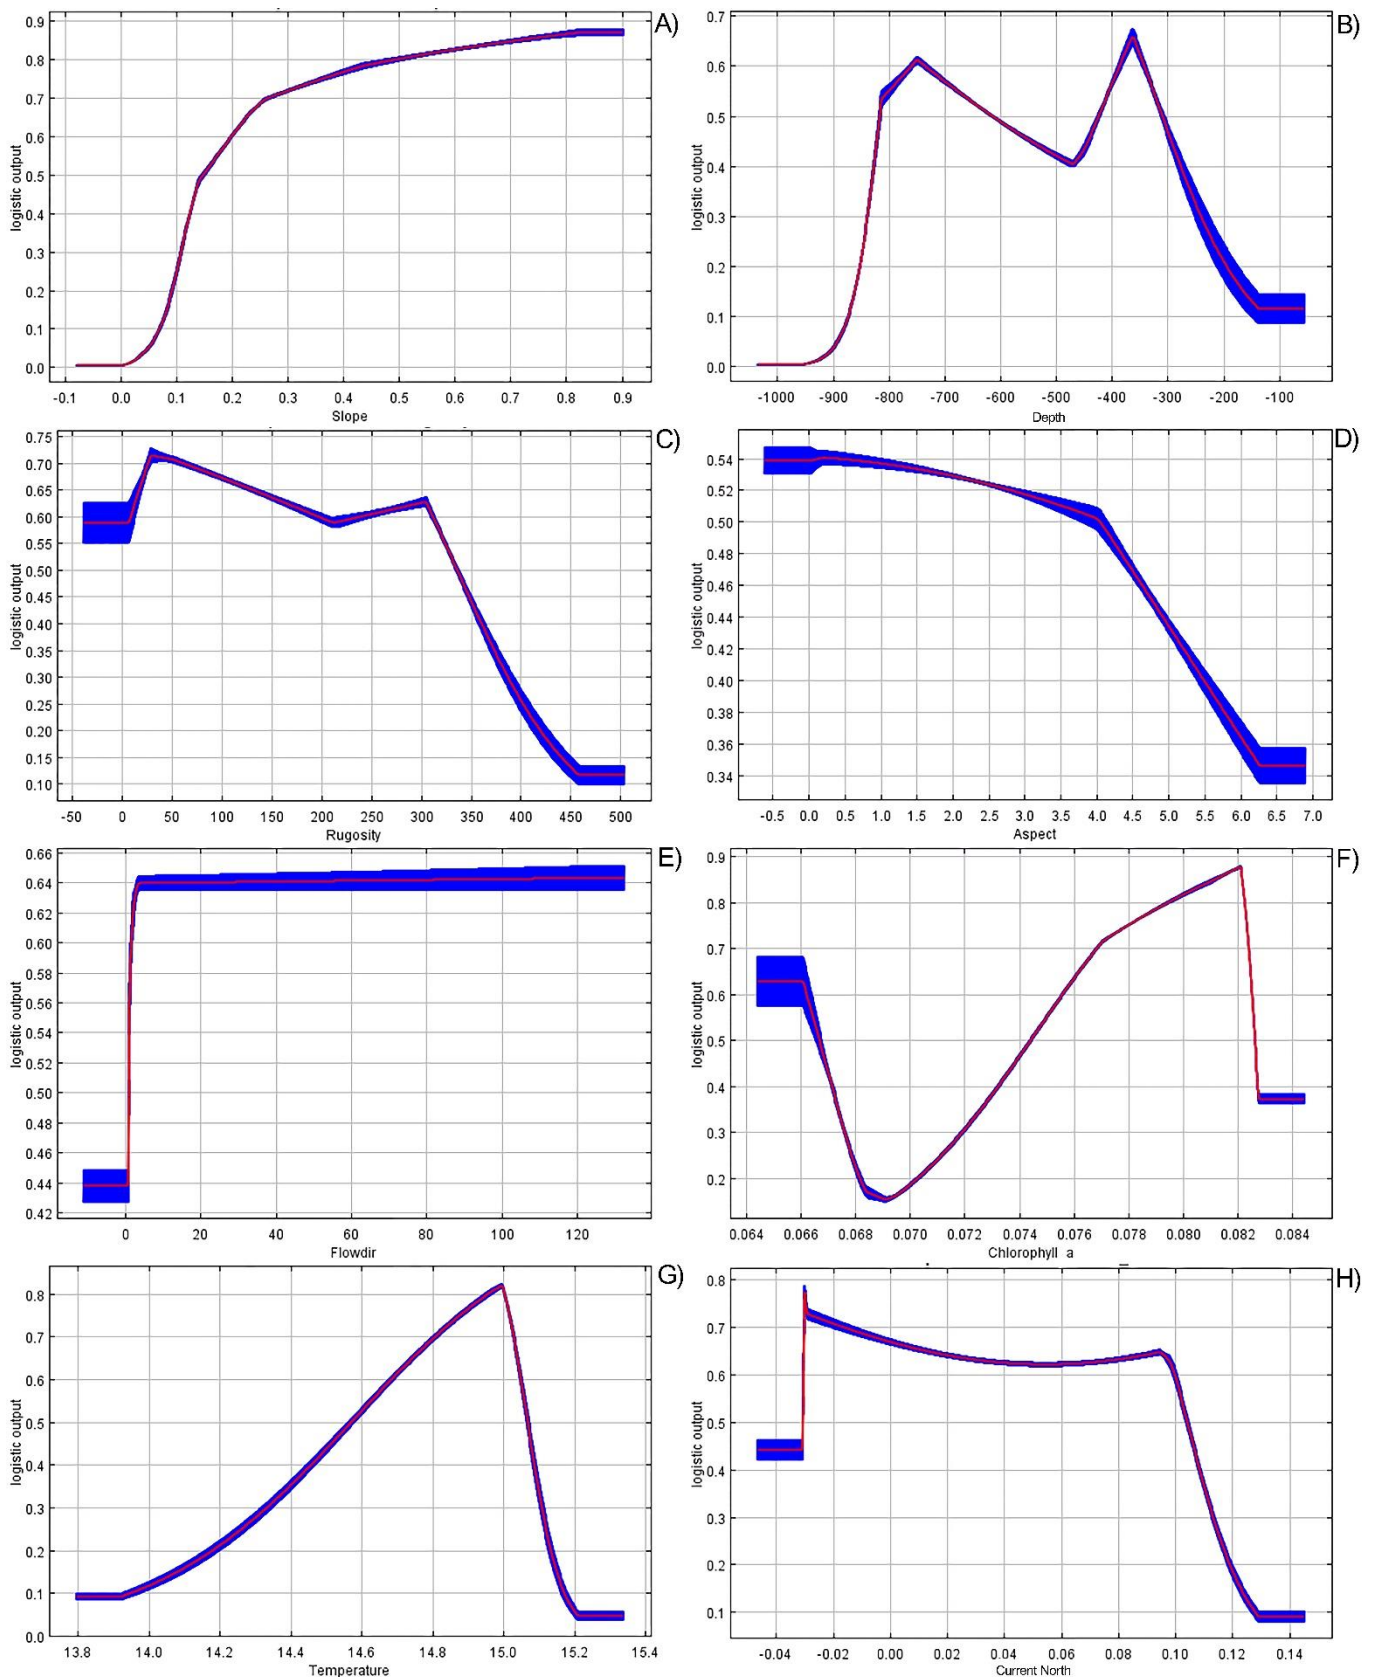 A)
logistic output
0.9
0.8
0.7
0.6
0.5
0.4
0.3
0.2
0.1
0.0
-0.1 0.0 0.1 0.2 0.3 0.4 0.5 0.6 0.7 0.8 0.9
Slope
B)
logistic output
0.7
0.6
0.5
0.4
0.3
0.2
0.1
0.0
-1000 -900 -800 -700 -600 -500 -400 -300 -200 -100
Depth
C)
logistic output
0.75
0.70
0.65
0.60
0.55
0.50
0.45
0.40
0.35
0.30
0.25
0.20
0.15
0.10
-50 0 50 100 150 200 250 300 350 400 450 500
Rugosity
D)
logistic output
0.54
0.52
0.50
0.48
0.46
0.44
0.42
0.40
0.38
0.36
0.34
-0.5 0.0 0.5 1.0 1.5 2.0 2.5 3.0 3.5 4.0 4.5 5.0 5.5 6.0 6.5 7.0
Aspect
E)
logistic output
0.66
0.64
0.62
0.60
0.58
0.56
0.54
0.52
0.50
0.48
0.46
0.44
0.42
0 20 40 60 80 100 120
Flowdir
F)
logistic output
0.9
0.8
0.7
0.6
0.5
0.4
0.3
0.2
0.064 0.066 0.068 0.070 0.072 0.074 0.076 0.078 0.080 0.082 0.084
Chlorophyll a
G)
logistic output
0.8
0.7
0.6
0.5
0.4
0.3
0.2
0.1
0.0
13.8 14.0 14.2 14.4 14.6 14.8 15.0 15.2 15.4
Temperature
H)
logistic output
0.8
0.7
0.6
0.5
0.4
0.3
0.2
0.1
-0.04 -0.02 -0.00 0.02 0.04 0.06 0.08 0.10 0.12 0.14
Current North